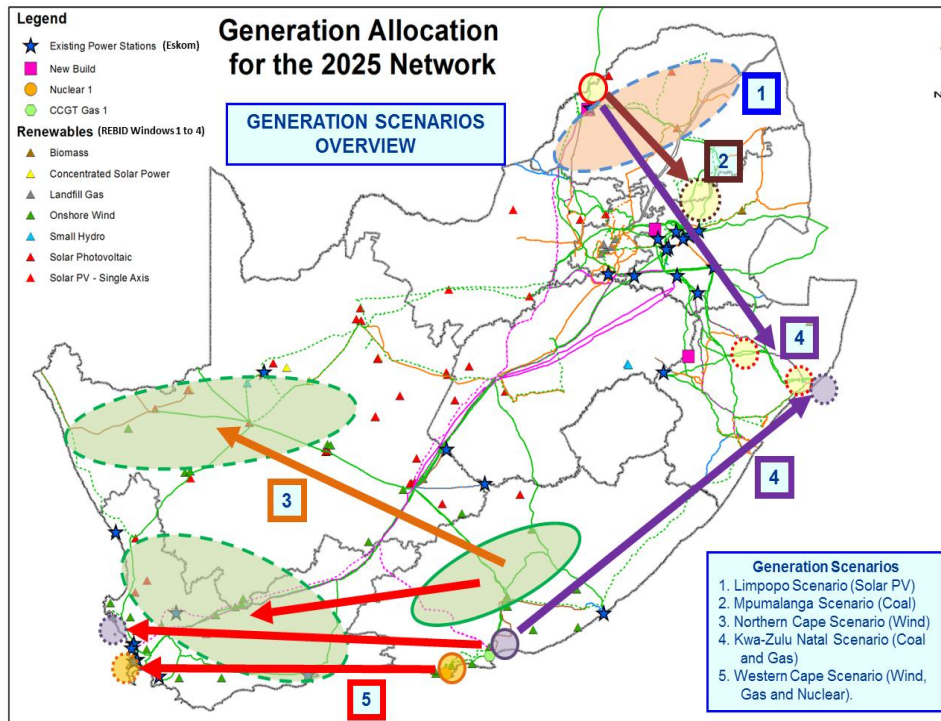 Legend
Existing Power Stations (Eskom)
New Build
Nuclear 1
CCGT Gas 1
Renewables (REBID Windows 1 to 4)
Biomass
Concentrated Solar Power
Landfill Gas
Onshore Wind
Small Hydro
Solar Photovoltaic
Solar PV - Single Axis
Generation Allocation
for the 2025 Network
GENERATION SCENARIOS
OVERVIEW
1
2
4
3
4
5
Generation Scenarios
1. Limpopo Scenario (Solar PV)
2. Mpumalanga Scenario (Coal)
3. Northern Cape Scenario (Wind)
4. Kwa-Zulu Natal Scenario (Coal
and Gas)
5. Western Cape Scenario (Wind,
Gas and Nuclear).
2